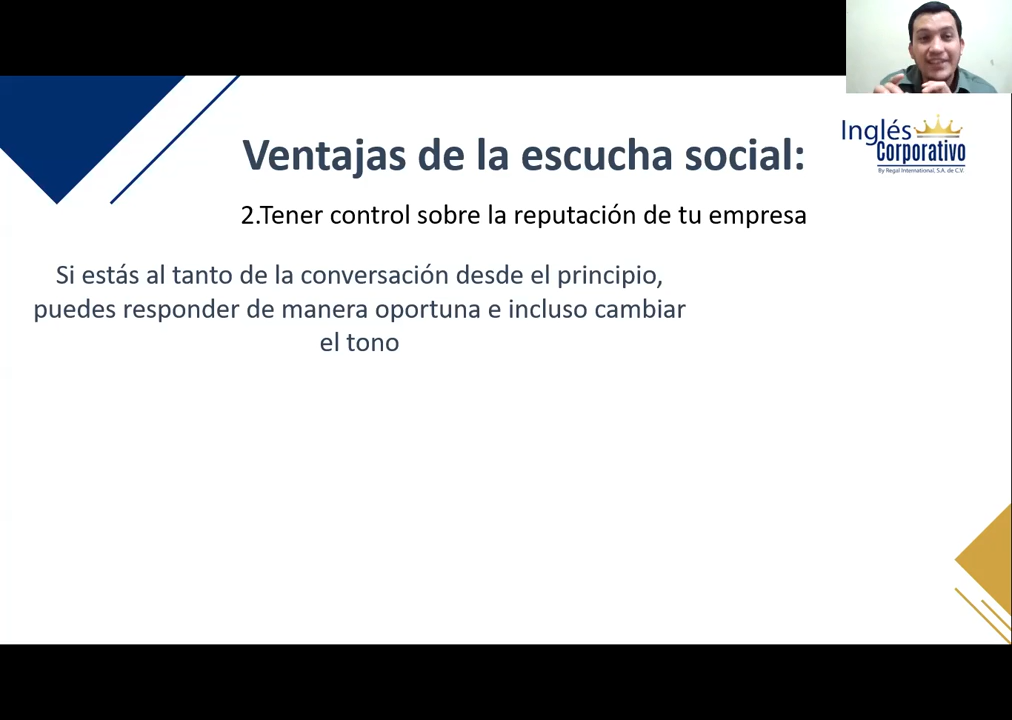 Ventajas de la escucha social:
Inglés
Corporativo
By Regal International, S.A. de C.V.
2.Tener control sobre la reputación de tu empresa
Si estás al tanto de la conversación desde el principio,
puedes responder de manera oportuna e incluso cambiar
el tono